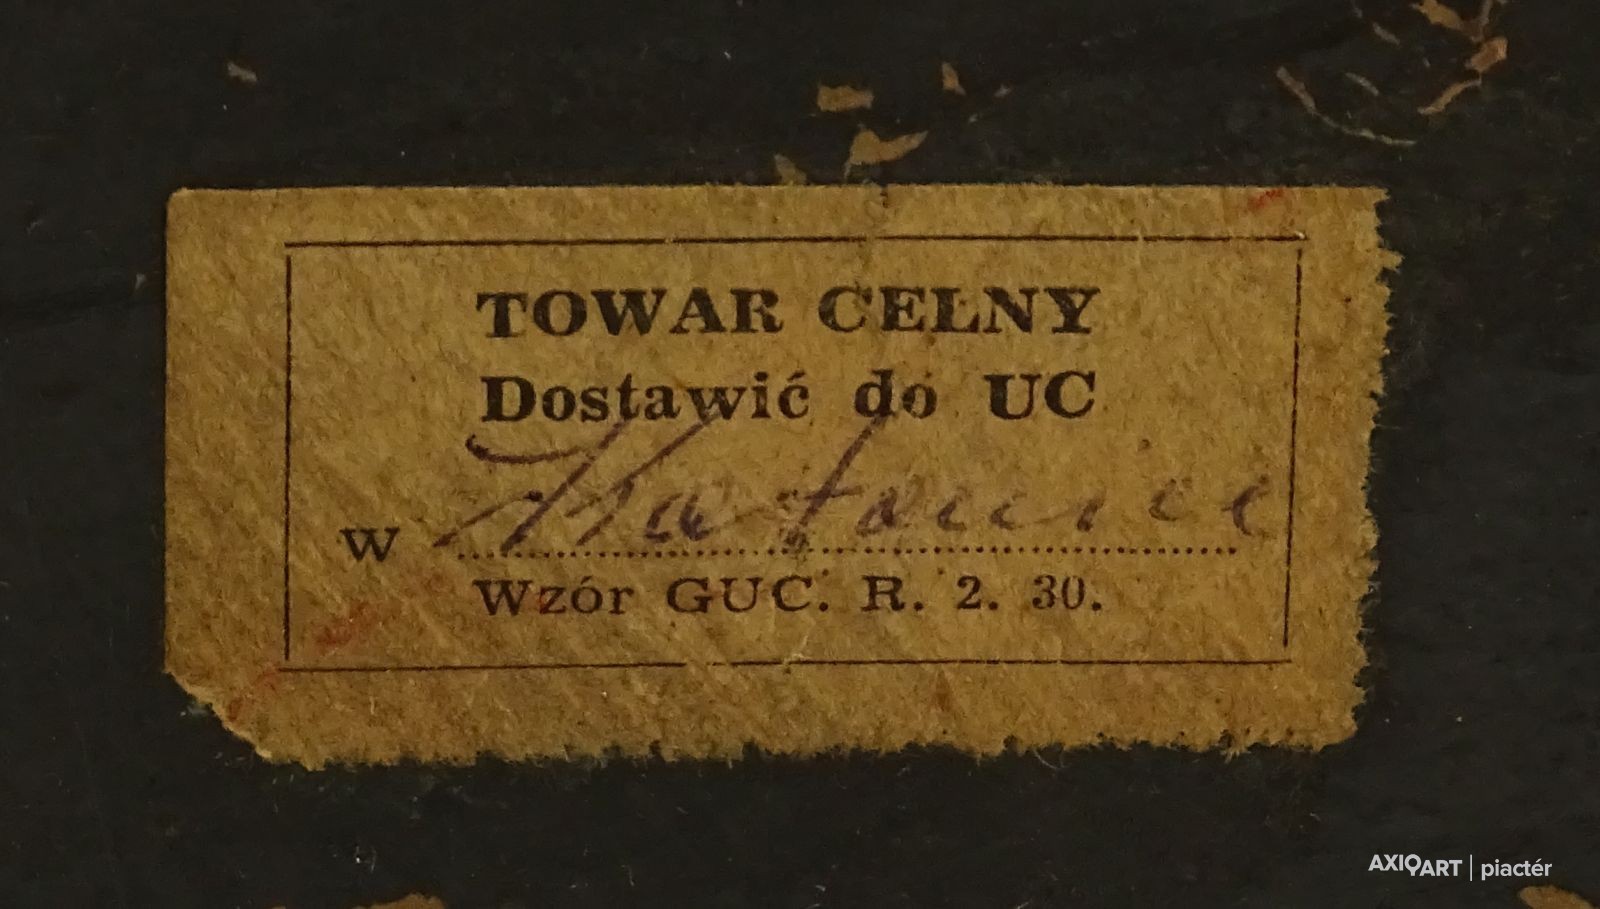 TOWAR CELNY
Dostawić do UC
w Katowice
Wzór GUC. R. 2. 30.
AXIOART | piactér